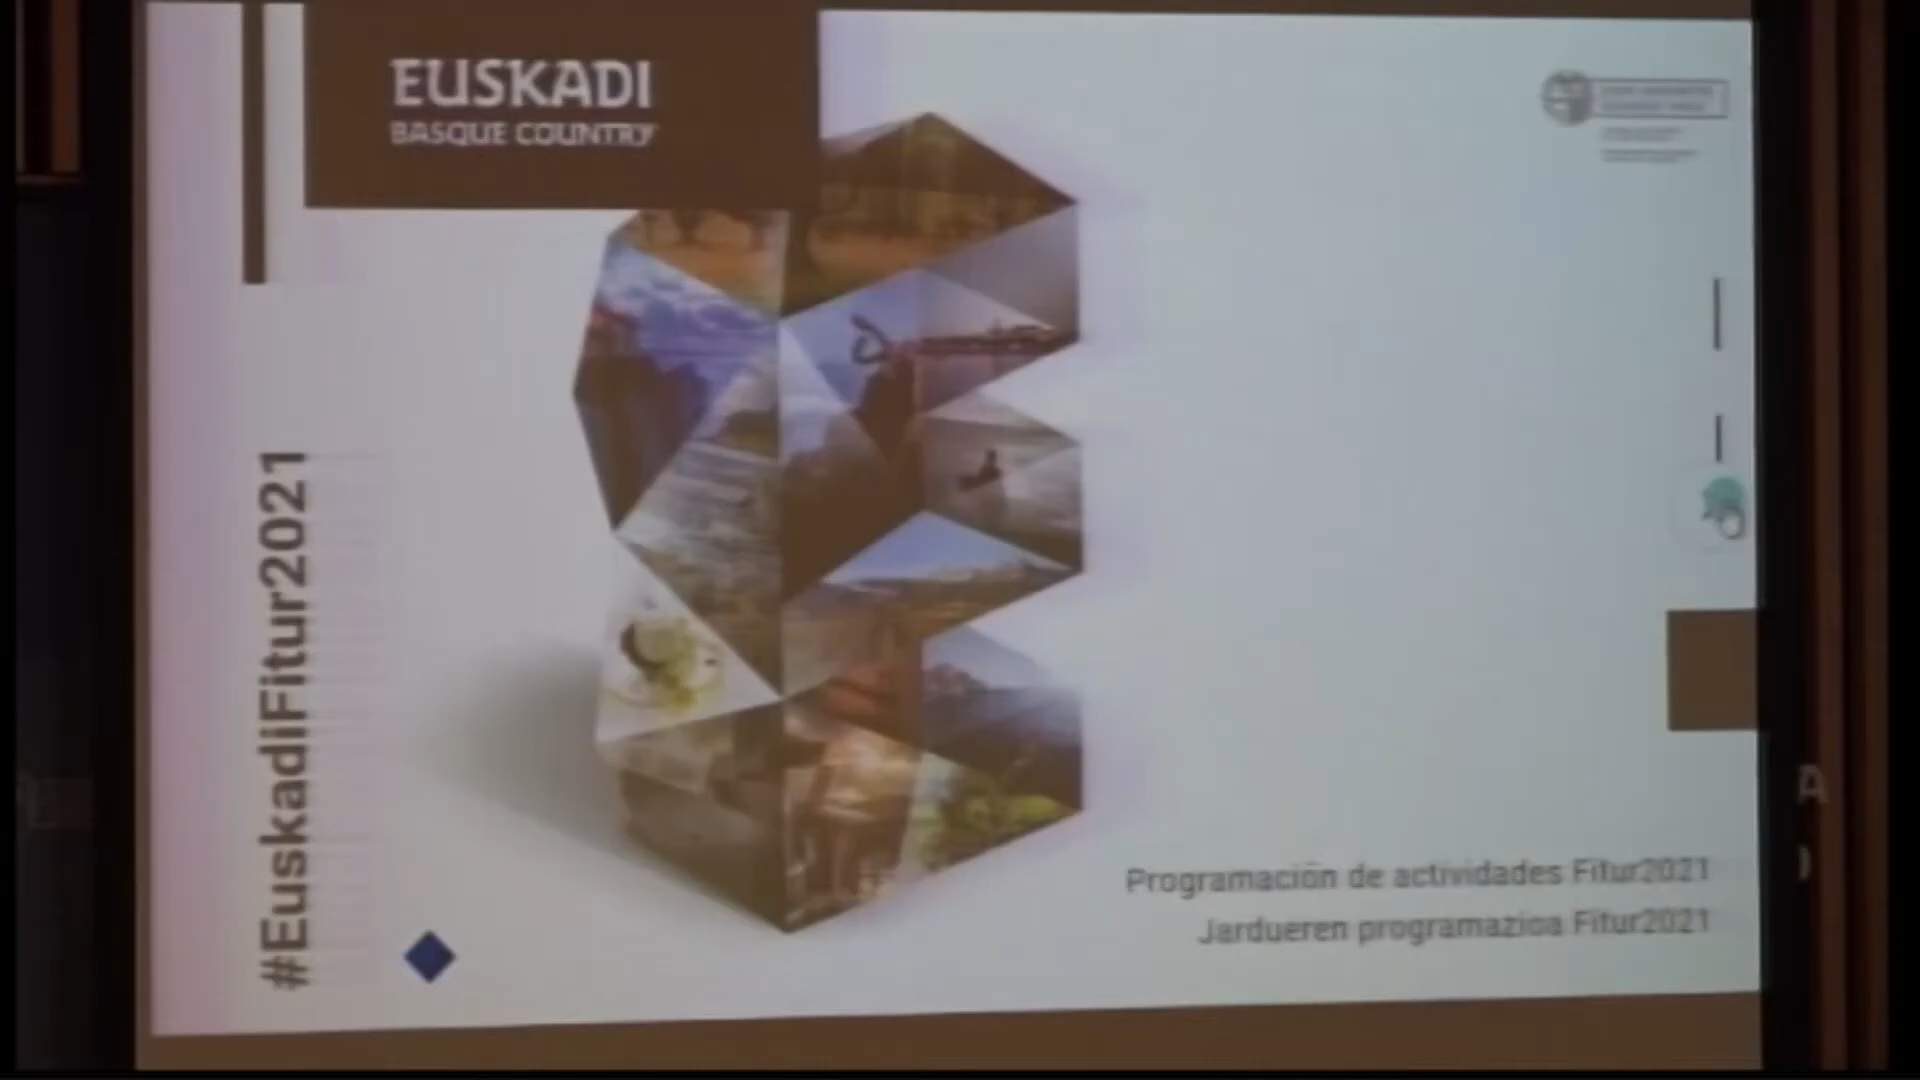 EUSKADI
BASQUE COUNTRY
#EuskadiFitur2021
Programación de actividades Fitur2021
Jardueren programazioa Fitur2021